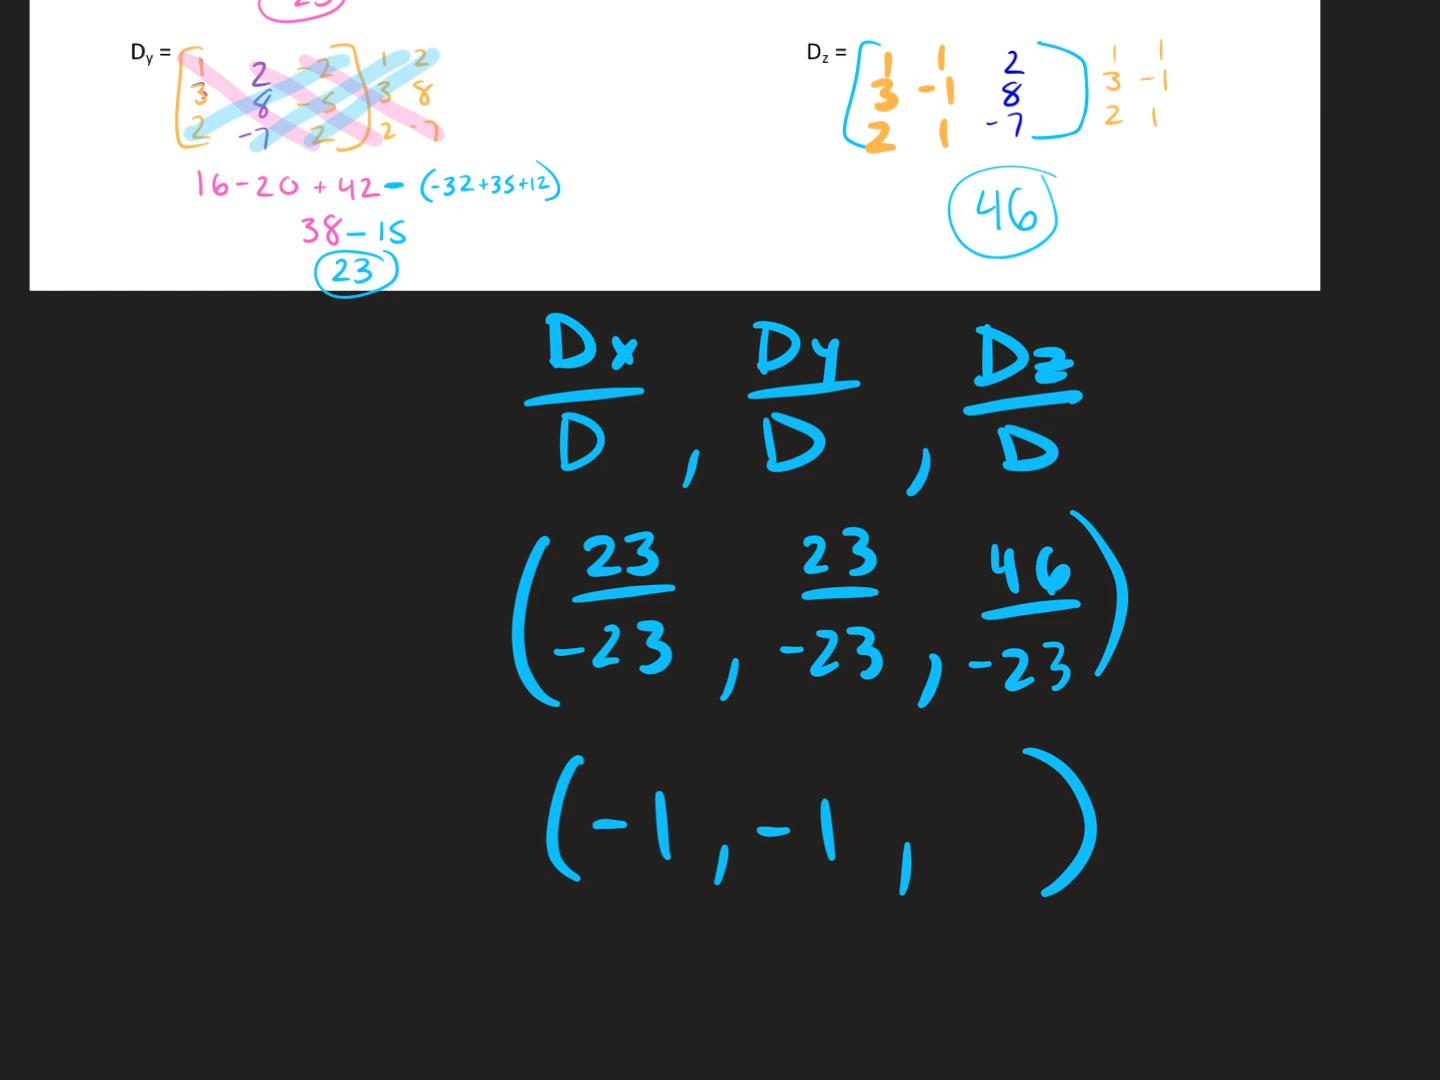 D_y = [ 1 2 -2 ] 1 2
3 8 -5 3 8
2 -7 2 2 -7
16-20 + 42 - (-32+35+12)
38 - 15
23
D_z = [ 1 1 2 ] 1 1
3 -1 8 3 -1
2 1 -7 2 1
46
Dx/D , Dy/D , Dz/D
( 23/-23 , 23/-23 , 46/-23 )
( -1 , -1 , )